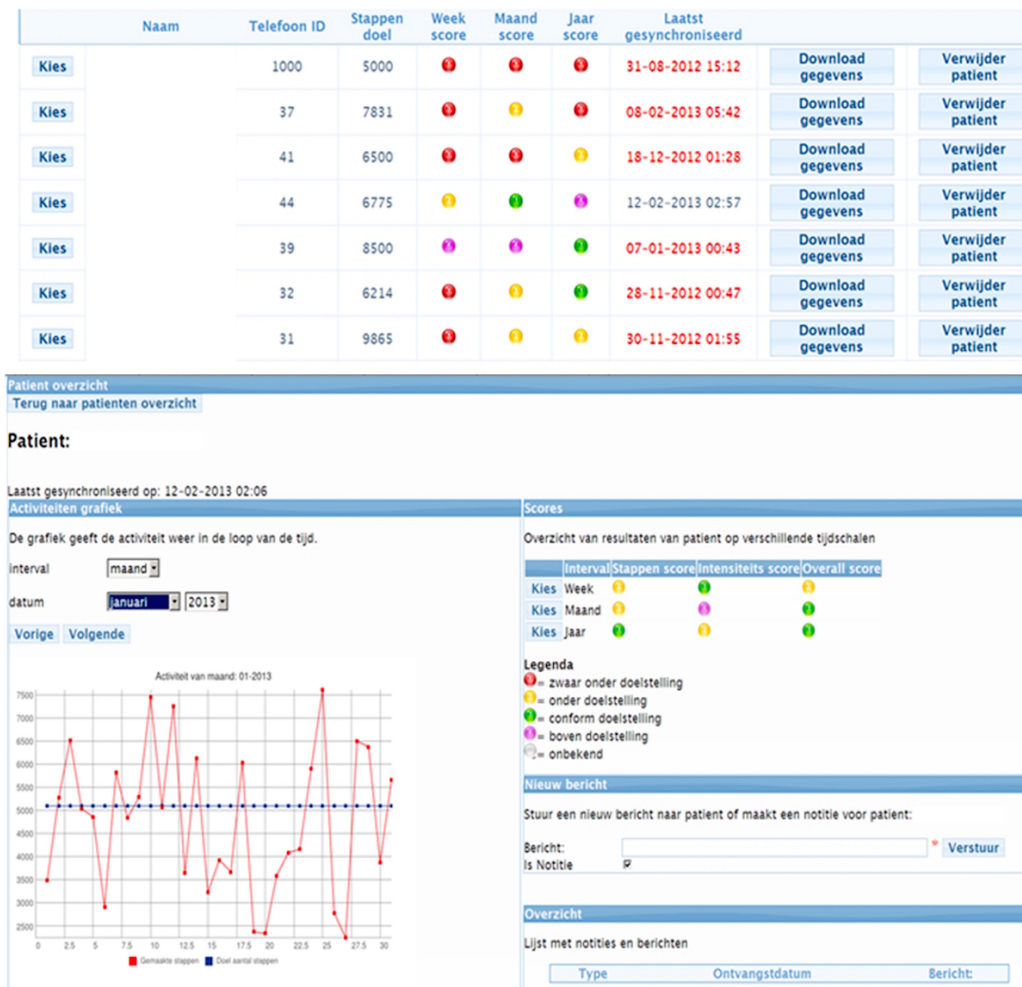 Naam Telefoon ID Stappen doel Week score Maand score Jaar score Laatst gesynchroniseerd
Kies 1000 5000 31-08-2012 15:12 Download gegevens Verwijder patient
Kies 37 7831 08-02-2013 05:42 Download gegevens Verwijder patient
Kies 41 6500 18-12-2012 01:28 Download gegevens Verwijder patient
Kies 44 6775 12-02-2013 02:57 Download gegevens Verwijder patient
Kies 39 8500 07-01-2013 00:43 Download gegevens Verwijder patient
Kies 32 6214 28-11-2012 00:47 Download gegevens Verwijder patient
Kies 31 9865 30-11-2012 01:55 Download gegevens Verwijder patient
Patient overzicht
Terug naar patienten overzicht
Patient:
Laatst gesynchroniseerd op: 12-02-2013 02:06
Activiteiten grafiek
De grafiek geeft de activiteit weer in de loop van de tijd.
interval maand
datum januari 2013
Vorige Volgende
Activiteit van maand: 01-2013
7500
7000
6500
6000
5500
5000
4500
4000
3500
3000
2500
0 2.5 5 7.5 10 12.5 15 17.5 20 22.5 25 27.5 30
Gemaakte stappen Doel aantal stappen
Scores
Overzicht van resultaten van patient op verschillende tijdschalen
Interval Stappen score Intensiteits score Overall score
Kies Week
Kies Maand
Kies Jaar
Legenda
= zwaar onder doelstelling
= onder doelstelling
= conform doelstelling
= boven doelstelling
= onbekend
Nieuw bericht
Stuur een nieuw bericht naar patient of maakt een notitie voor patient:
Bericht: * Verstuur
Is Notitie
Overzicht
Lijst met notities en berichten
Type Ontvangstdatum Bericht: